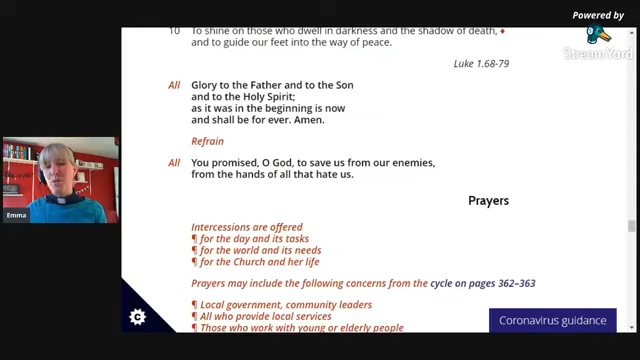 Powered by
StreamYard
10 To shine on those who dwell in darkness and the shadow of death, ♦
and to guide our feet into the way of peace.
Luke 1.68-79
All Glory to the Father and to the Son
and to the Holy Spirit;
as it was in the beginning is now
and shall be for ever. Amen.
Refrain
All You promised, O God, to save us from our enemies,
from the hands of all that hate us.
Prayers
Intercessions are offered
¶ for the day and its tasks
¶ for the world and its needs
¶ for the Church and her life
Prayers may include the following concerns from the cycle on pages 362–363
¶ Local government, community leaders
¶ All who provide local services
¶ Those who work with young or elderly people
Emma
Coronavirus guidance